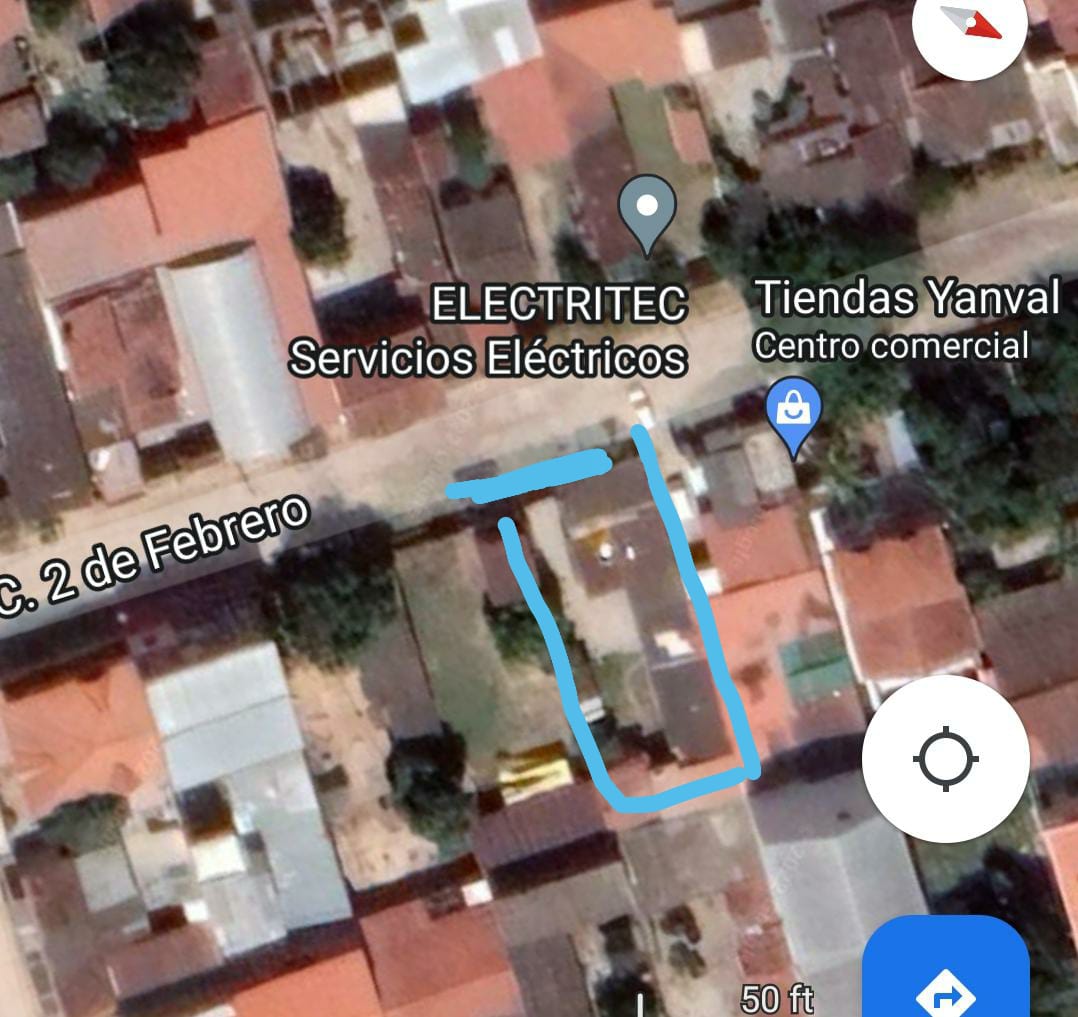 ELECTRITEC
Servicios Eléctricos
Tiendas Yanval
Centro comercial
C. 2 de Febrero
50 ft